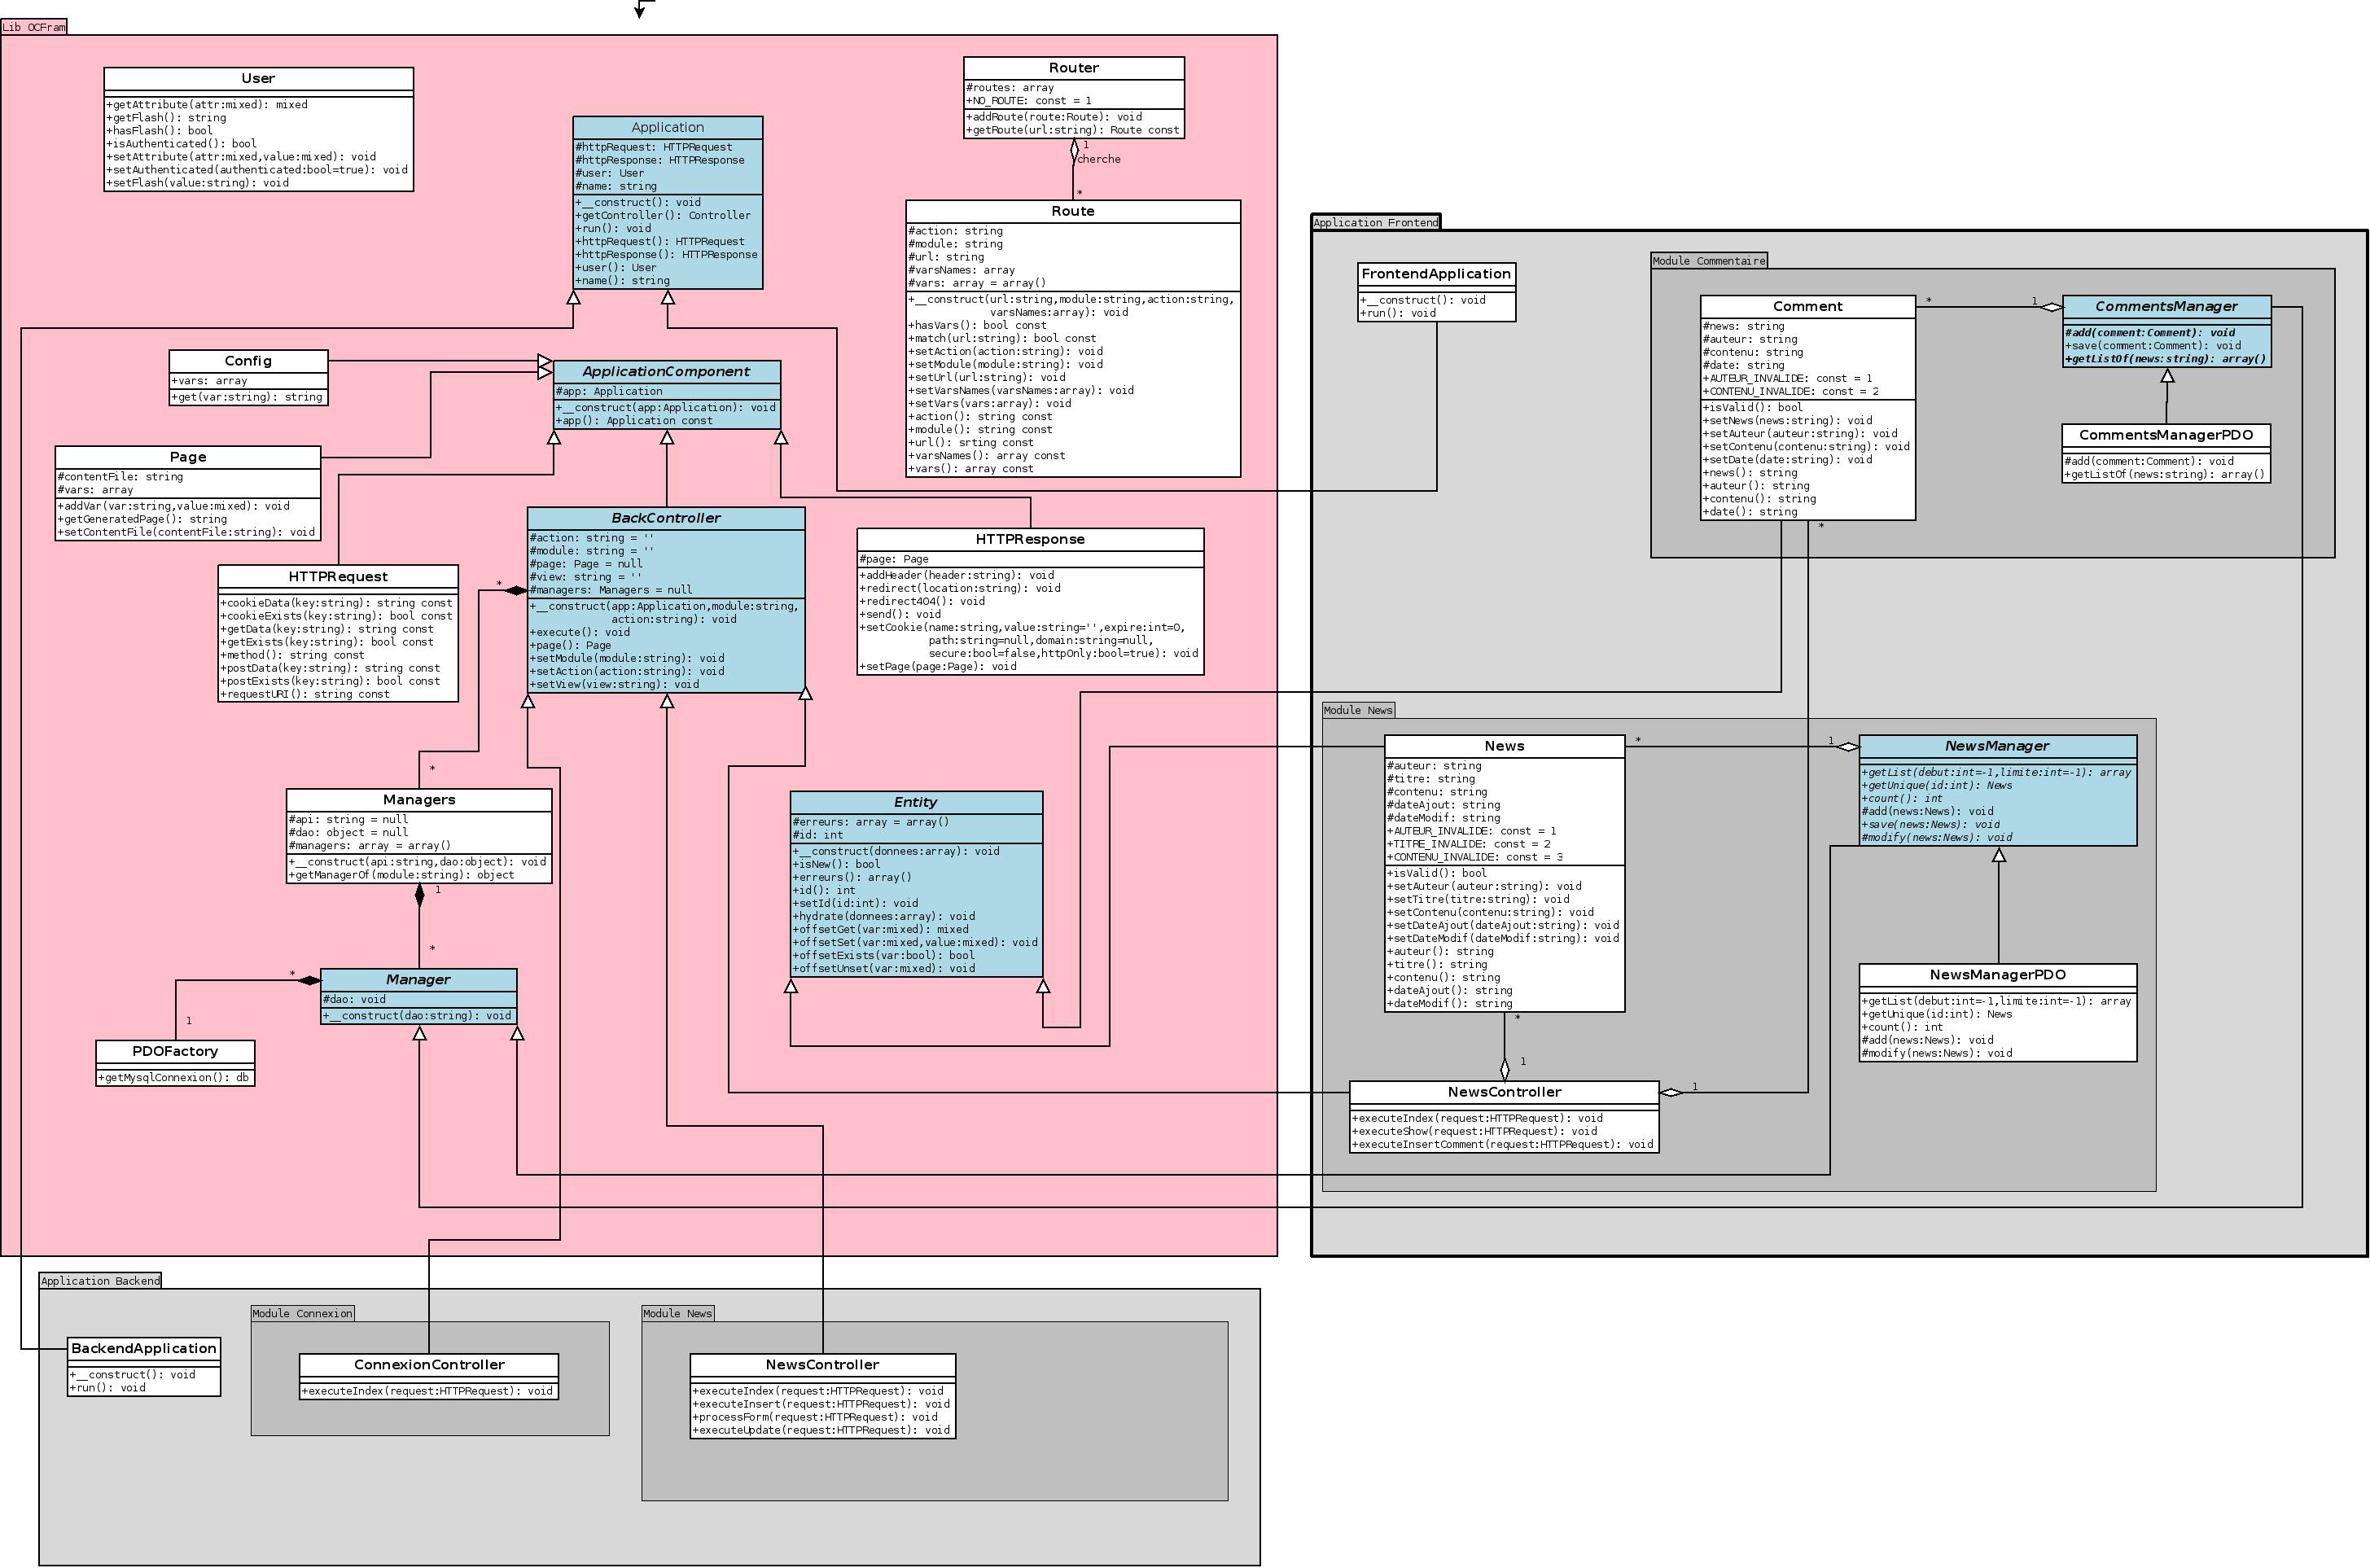 Lib OCFram
User
+getAttribute(attr:mixed): mixed
+getFlash(): string
+hasFlash(): bool
+isAuthenticated(): bool
+setAttribute(attr:mixed,value:mixed): void
+setAuthenticated(authenticated:bool=true): void
+setFlash(value:string): void
Application
#httpRequest: HTTPRequest
#httpResponse: HTTPResponse
#user: User
#name: string
+__construct(): void
+getController(): Controller
+run(): void
+httpRequest(): HTTPRequest
+httpResponse(): HTTPResponse
+user(): User
+name(): string
Router
#routes: array
+NO_ROUTE: const = 1
+addRoute(route:Route): void
+getRoute(url:string): Route const
1
cherche
*
Route
#action: string
#module: string
#url: string
#varsNames: array
#vars: array = array()
+__construct(url:string,module:string,action:string,
varsNames:array): void
+hasVars(): bool const
+match(url:string): bool const
+setAction(action:string): void
+setModule(module:string): void
+setUrl(url:string): void
+setVarsNames(varsNames:array): void
+setVars(vars:array): void
+action(): string const
+module(): string const
+url(): srting const
+varsNames(): array const
+vars(): array const
Config
+vars: array
+get(var:string): string
ApplicationComponent
#app: Application
+__construct(app:Application): void
+app(): Application const
Page
#contentFile: string
#vars: array
+addVar(var:string,value:mixed): void
+getGeneratedPage(): string
+setContentFile(contentFile:string): void
HTTPRequest
+cookieData(key:string): string const
+cookieExists(key:string): bool const
+getData(key:string): string const
+getExists(key:string): bool const
+method(): string const
+postData(key:string): string const
+postExists(key:string): bool const
+requestURI(): string const
BackController
#action: string = ''
#module: string = ''
#page: Page = null
#view: string = ''
#managers: Managers = null
+__construct(app:Application,module:string,
action:string): void
+execute(): void
+page(): Page
+setModule(module:string): void
+setAction(action:string): void
+setView(view:string): void
*
*
HTTPResponse
#page: Page
+addHeader(header:string): void
+redirect(location:string): void
+redirect404(): void
+send(): void
+setCookie(name:string,value:string='',expire:int=0,
path:string=null,domain:string=null,
secure:bool=false,httpOnly:bool=true): void
+setPage(page:Page): void
Managers
#api: string = null
#dao: object = null
#managers: array = array()
+__construct(api:string,dao:object): void
+getManagerOf(module:string): object
1
*
Manager
#dao: void
+__construct(dao:string): void
*
1
PDOFactory
+getMysqlConnexion(): db
Entity
#erreurs: array = array()
#id: int
+__construct(donnees:array): void
+isNew(): bool
+erreurs(): array()
+id(): int
+setId(id:int): void
+hydrate(donnees:array): void
+offsetGet(var:mixed): mixed
+offsetSet(var:mixed,value:mixed): void
+offsetExists(var:bool): bool
+offsetUnset(var:mixed): void
Application Frontend
FrontendApplication
+__construct(): void
+run(): void
Module Commentaire
Comment
#news: string
#auteur: string
#contenu: string
#date: string
+AUTEUR_INVALIDE: const = 1
+CONTENU_INVALIDE: const = 2
+isValid(): bool
+setNews(news:string): void
+setAuteur(auteur:string): void
+setContenu(contenu:string): void
+setDate(date:string): void
+news(): string
+auteur(): string
+contenu(): string
+date(): string
*
1
*
CommentsManager
#add(comment:Comment): void
+save(comment:Comment): void
+getListOf(news:string): array()
CommentsManagerPDO
#add(comment:Comment): void
+getListOf(news:string): array()
Module News
News
#auteur: string
#titre: string
#contenu: string
#dateAjout: string
#dateModif: string
+AUTEUR_INVALIDE: const = 1
+TITRE_INVALIDE: const = 2
+CONTENU_INVALIDE: const = 3
+isValid(): bool
+setAuteur(auteur:string): void
+setTitre(titre:string): void
+setContenu(contenu:string): void
+setDateAjout(dateAjout:string): void
+setDateModif(dateModif:string): void
+auteur(): string
+titre(): string
+contenu(): string
+dateAjout(): string
+dateModif(): string
*
1
NewsManager
+getList(debut:int=-1,limite:int=-1): array
+getUnique(id:int): News
+count(): int
#add(news:News): void
+save(news:News): void
#modify(news:News): void
NewsManagerPDO
+getList(debut:int=-1,limite:int=-1): array
+getUnique(id:int): News
+count(): int
#add(news:News): void
#modify(news:News): void
*
1
1
NewsController
+executeIndex(request:HTTPRequest): void
+executeShow(request:HTTPRequest): void
+executeInsertComment(request:HTTPRequest): void
Application Backend
BackendApplication
+__construct(): void
+run(): void
Module Connexion
ConnexionController
+executeIndex(request:HTTPRequest): void
Module News
NewsController
+executeIndex(request:HTTPRequest): void
+executeInsert(request:HTTPRequest): void
+processForm(request:HTTPRequest): void
+executeUpdate(request:HTTPRequest): void